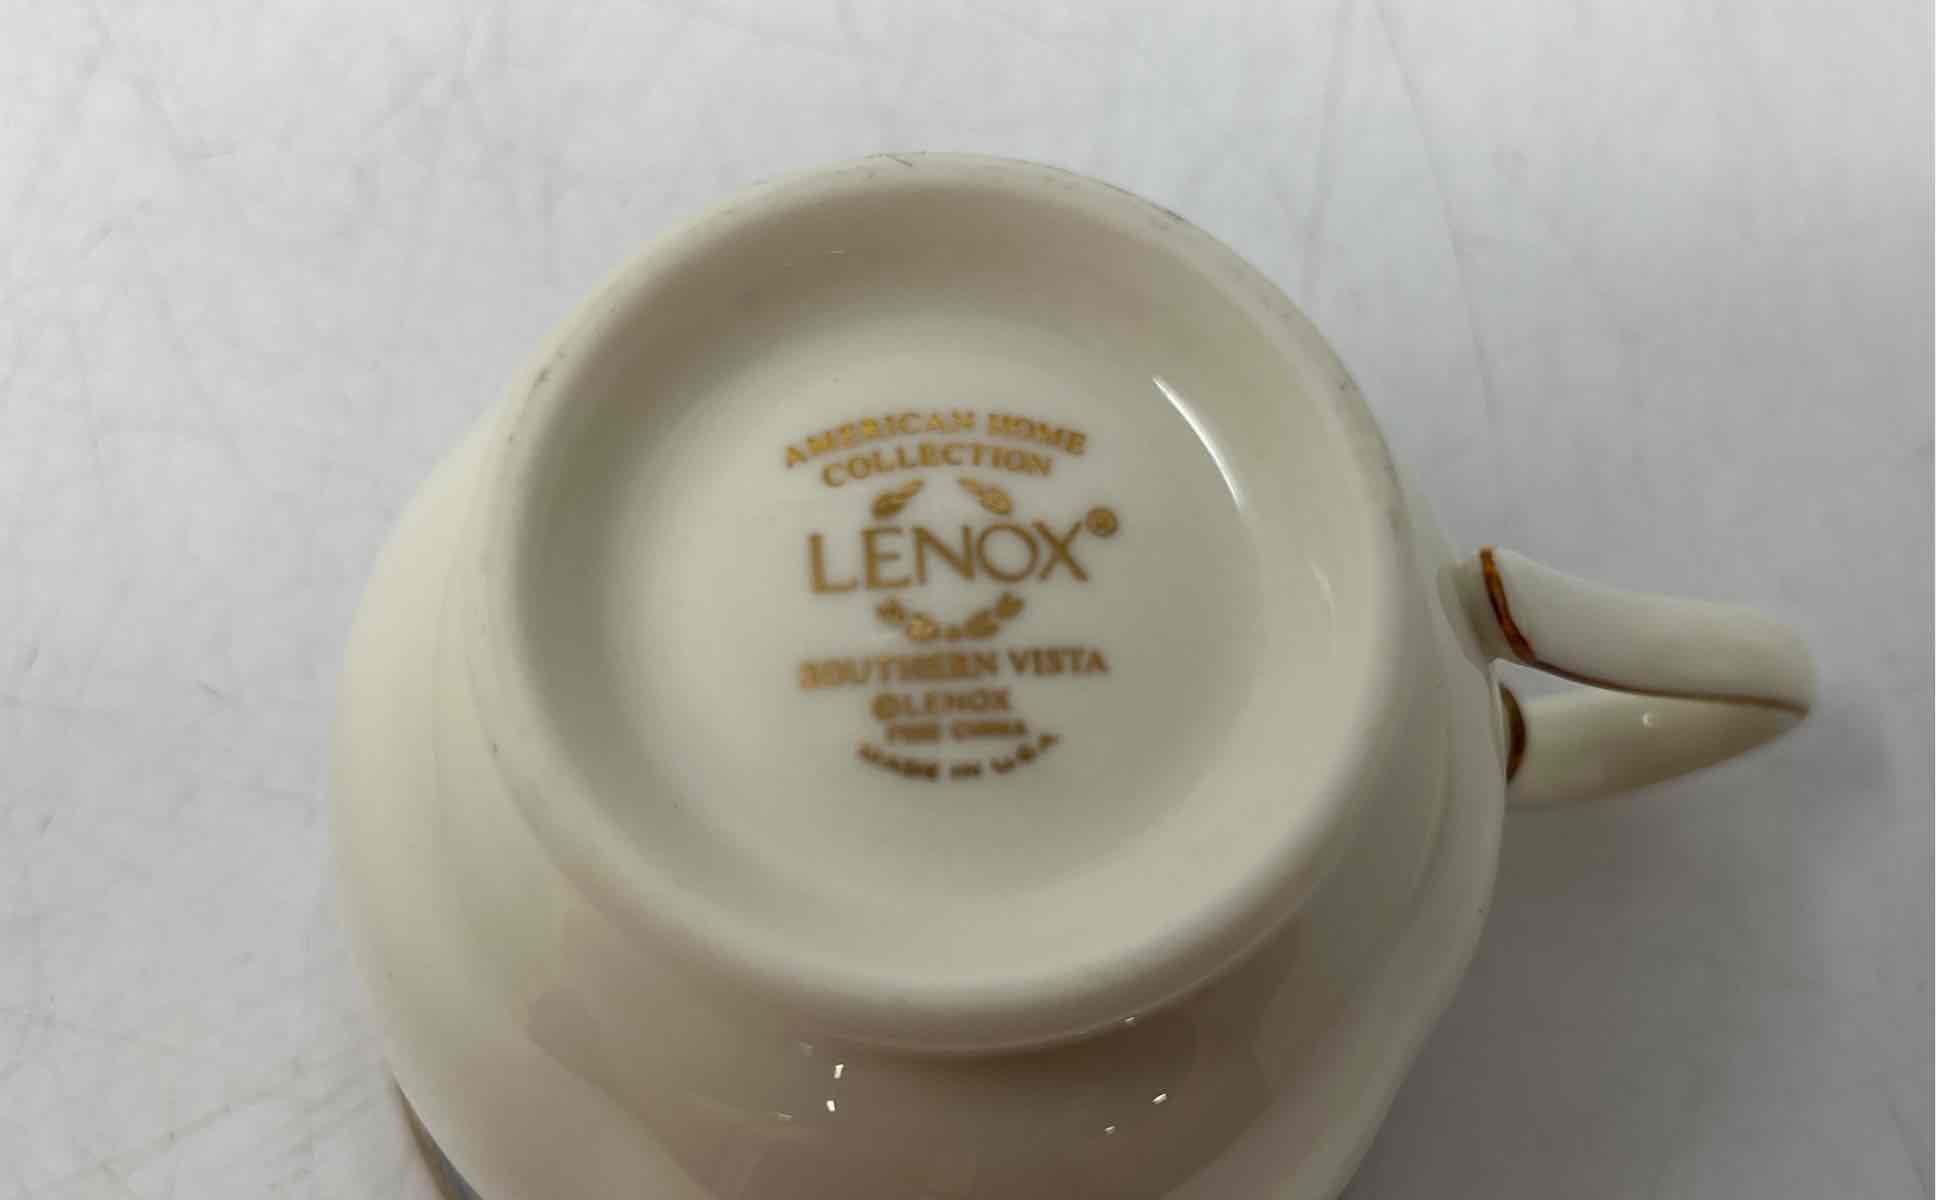 AMERICAN HOME
COLLECTION
LENOX®
SOUTHERN VISTA
©LENOX
FINE CHINA
MADE IN U.S.A.